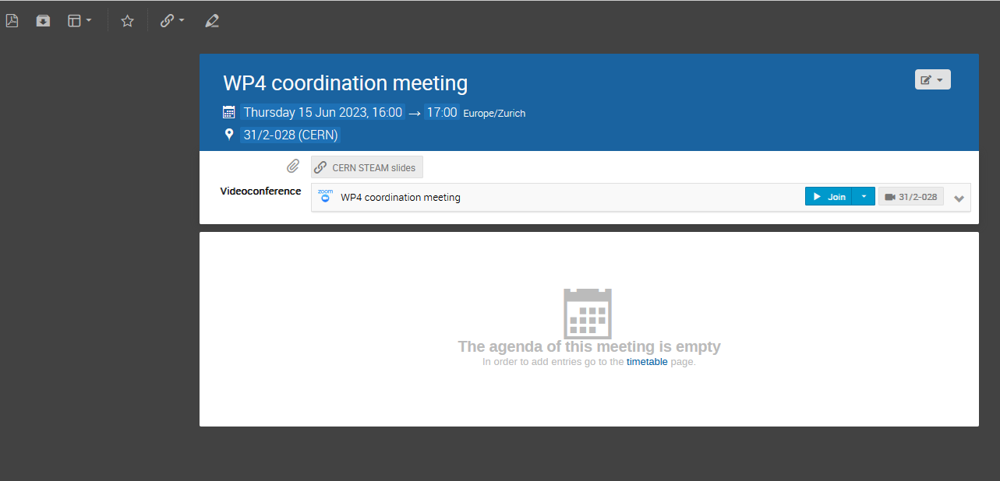 WP4 coordination meeting
Thursday 15 Jun 2023, 16:00 → 17:00 Europe/Zurich
31/2-028 (CERN)
CERN STEAM slides
Videoconference
zoom
WP4 coordination meeting
Join
31/2-028
The agenda of this meeting is empty
In order to add entries go to the timetable page.